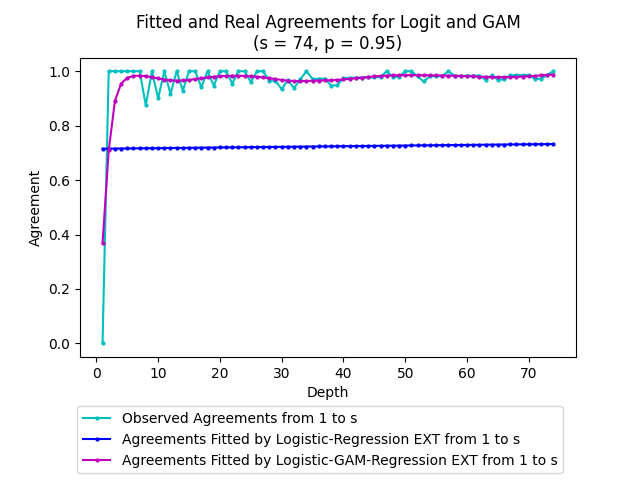 Fitted and Real Agreements for Logit and GAM
(s = 74, p = 0.95)
Agreement
1.0
0.8
0.6
0.4
0.2
0.0
0 10 20 30 40 50 60 70
Depth
Observed Agreements from 1 to s
Agreements Fitted by Logistic-Regression EXT from 1 to s
Agreements Fitted by Logistic-GAM-Regression EXT from 1 to s